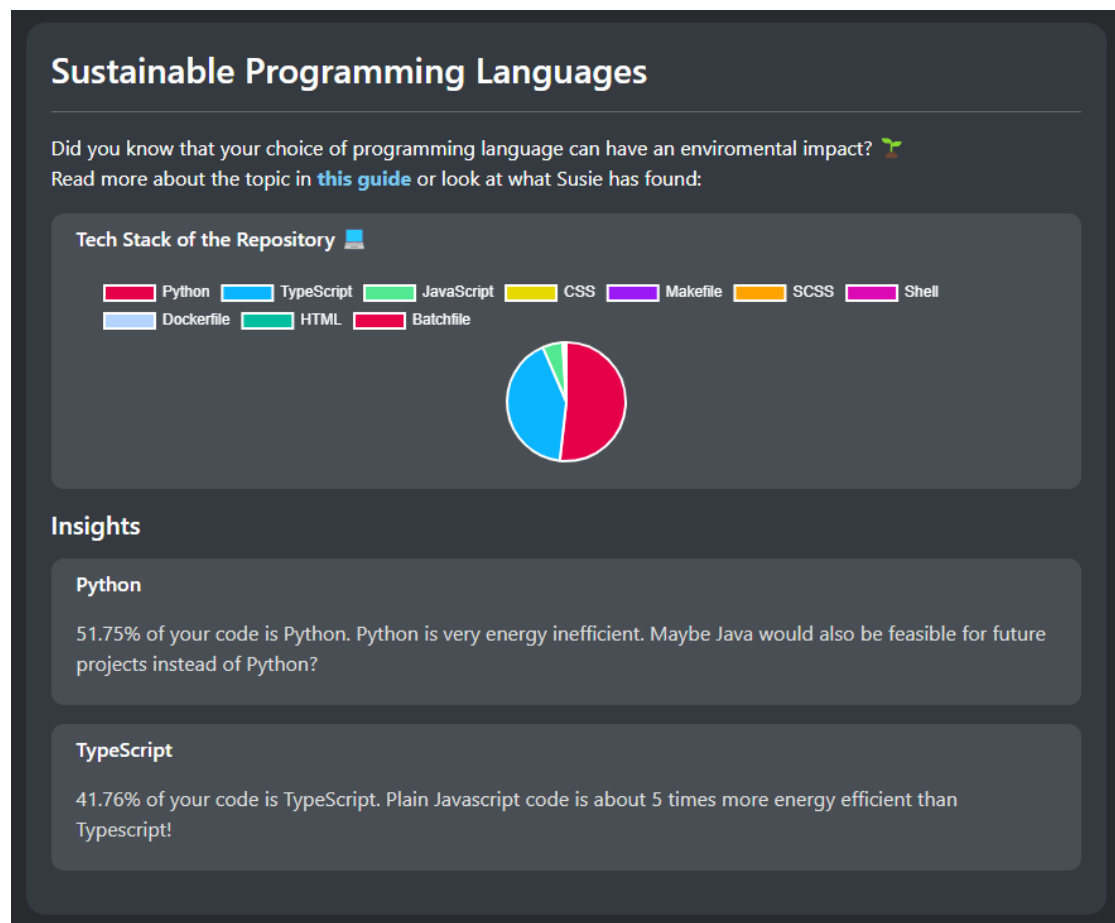 Sustainable Programming Languages
Did you know that your choice of programming language can have an enviromental impact? 🌱
Read more about the topic in this guide or look at what Susie has found:
Tech Stack of the Repository 💻
Python TypeScript JavaScript CSS Makefile SCSS Shell
Dockerfile HTML Batchfile
Insights
Python
51.75% of your code is Python. Python is very energy inefficient. Maybe Java would also be feasible for future
projects instead of Python?
TypeScript
41.76% of your code is TypeScript. Plain Javascript code is about 5 times more energy efficient than
Typescript!